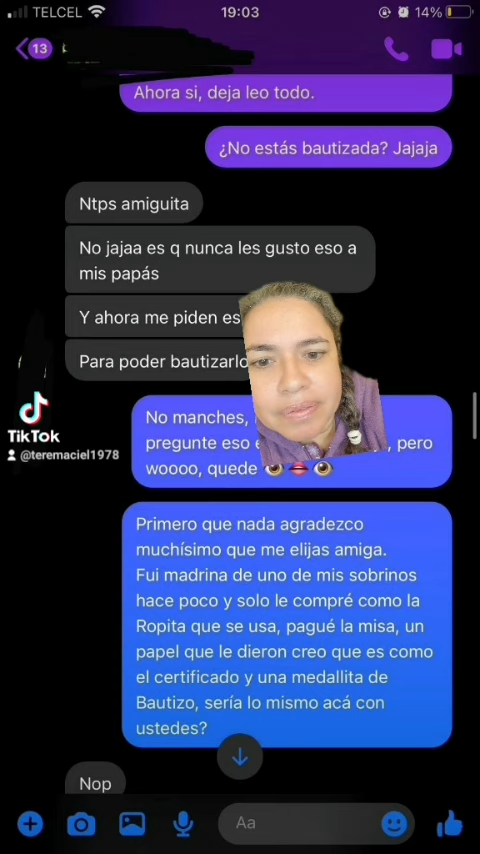 TELCEL 19:03 14%
13
Ahora si, deja leo todo.
¿No estás bautizada? Jajaja
Ntps amiguita
No jajaa es q nunca les gusto eso a
mis papás
Y ahora me piden es
Para poder bautizarlo
No manches,
pregunte eso pero
woooo, quede 👁️👄👁️
TikTok
@teremaciel1978
Primero que nada agradezco
muchísimo que me elijas amiga.
Fui madrina de uno de mis sobrinos
hace poco y solo le compré como la
Ropita que se usa, pagué la misa, un
papel que le dieron creo que es como
el certificado y una medallita de
Bautizo, sería lo mismo acá con
ustedes?
Nop
Aa